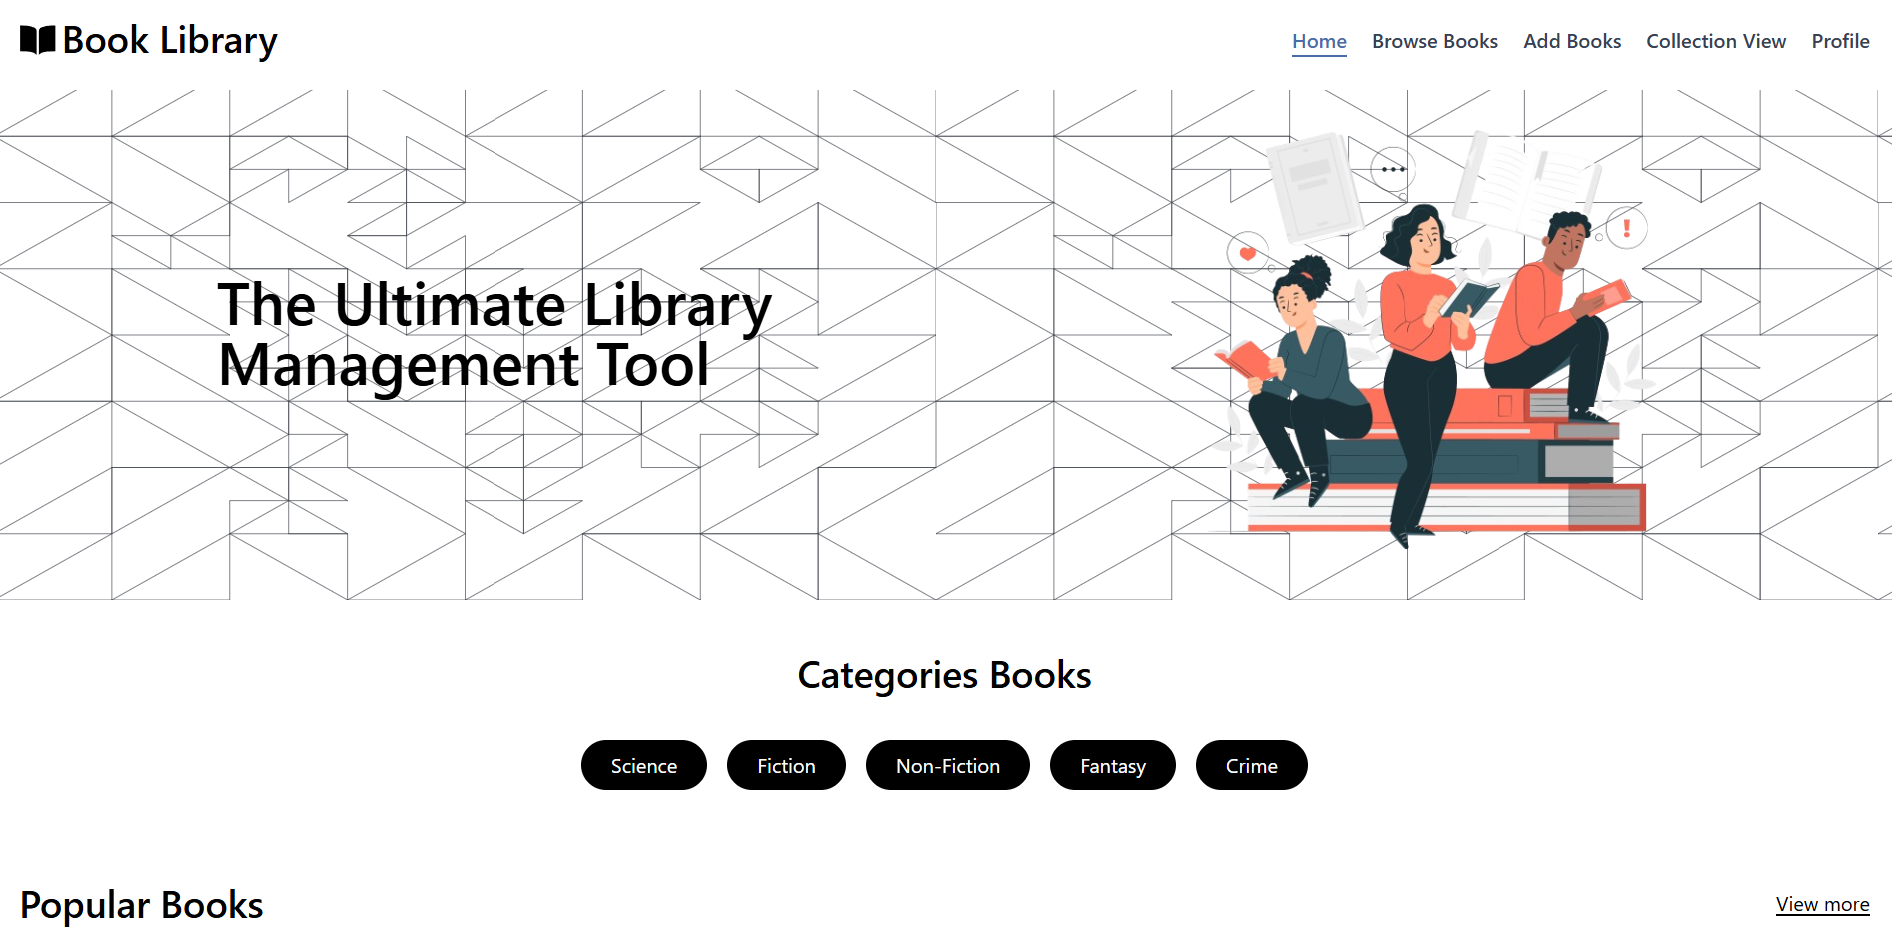 Book Library
Home Browse Books Add Books Collection View Profile
The Ultimate Library
Management Tool
Categories Books
Science Fiction Non-Fiction Fantasy Crime
Popular Books
View more